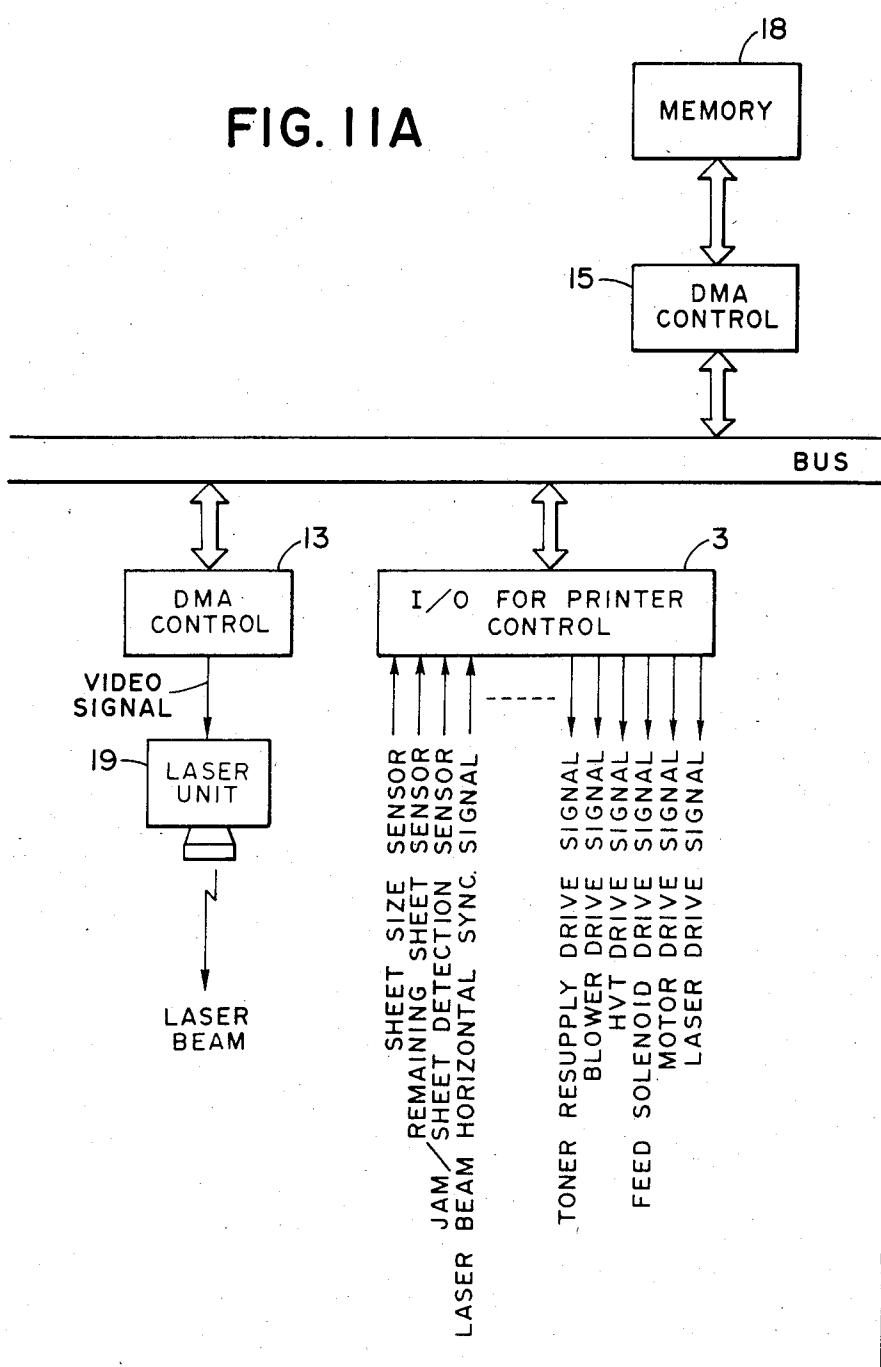 18
FIG. 11A
MEMORY
15
DMA
CONTROL
BUS
13
3
DMA
CONTROL
I/O FOR PRINTER
CONTROL
VIDEO
SIGNAL
19
LASER
UNIT
LASER
BEAM
SHEET SIZE SENSOR
REMAINING SHEET SENSOR
JAM/SHEET DETECTION SENSOR
LASER BEAM HORIZONTAL SYNC. SIGNAL
TONER RESUPPLY DRIVE SIGNAL
BLOWER DRIVE SIGNAL
HVT DRIVE SIGNAL
FEED SOLENOID DRIVE SIGNAL
MOTOR DRIVE SIGNAL
LASER DRIVE SIGNAL